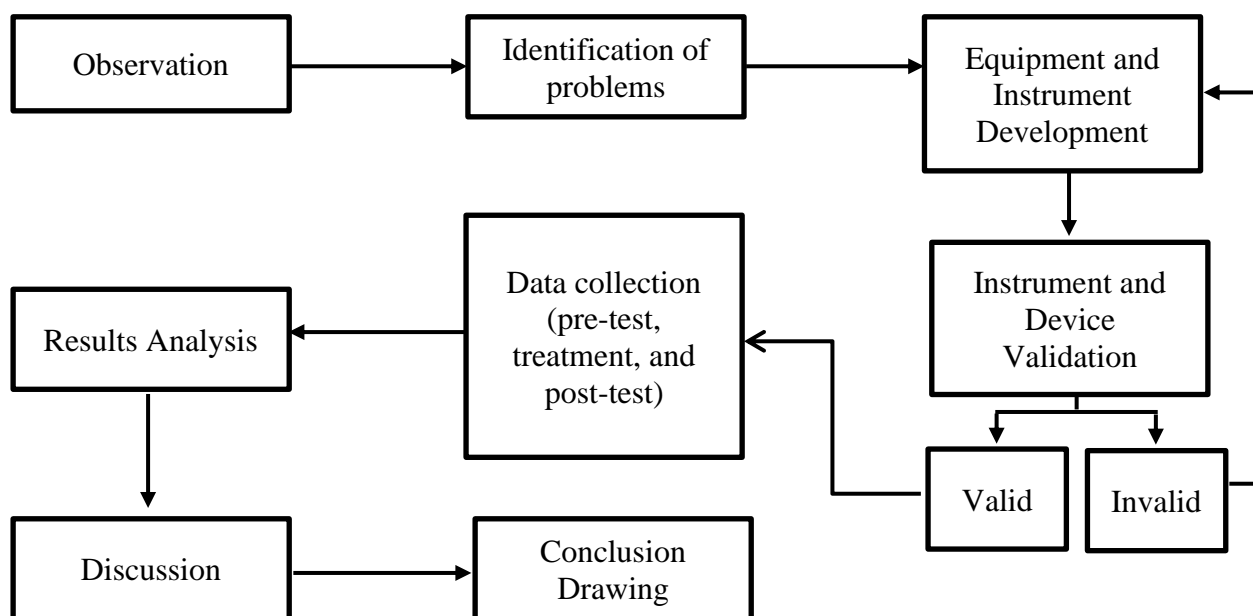 Observation
Identification of
problems
Equipment and
Instrument
Development
Instrument and
Device
Validation
Valid
Invalid
Data collection
(pre-test,
treatment, and
post-test)
Results Analysis
Discussion
Conclusion
Drawing